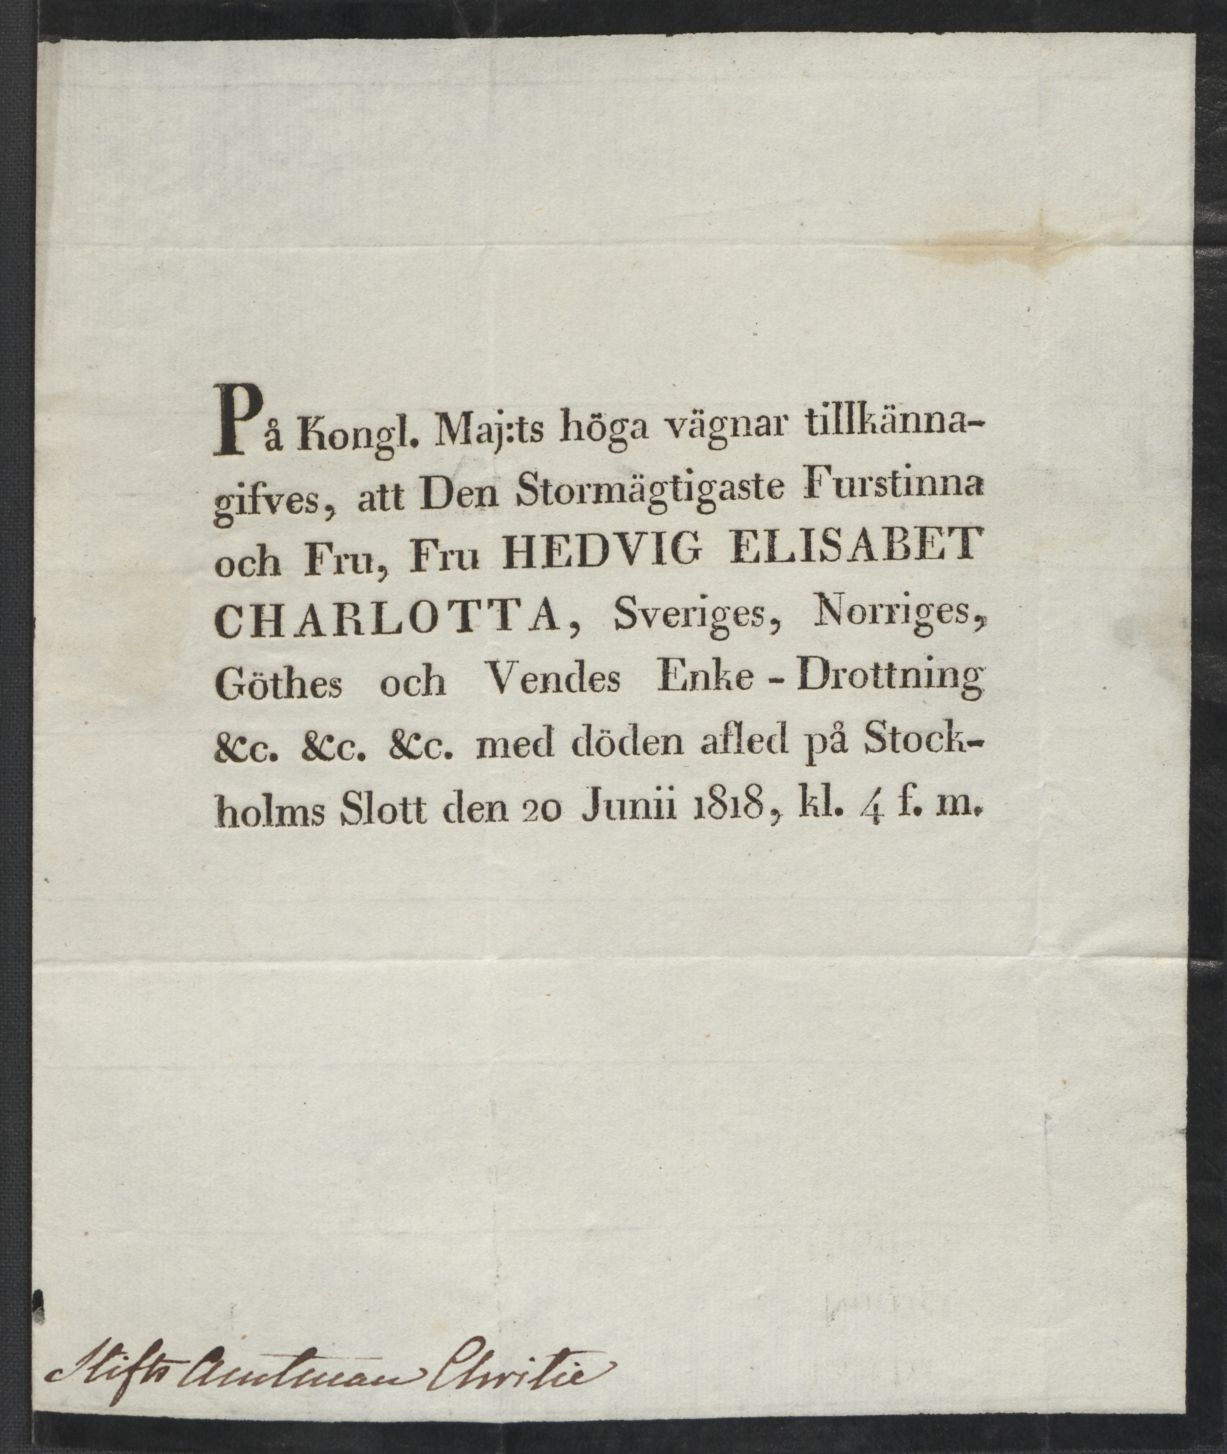 På Kongl. Maj:ts höga vägnar tillkänna-
gifves, att Den Stormägtigaste Furstinna
och Fru, Fru HEDVIG ELISABET
CHARLOTTA, Sveriges, Norriges,
Göthes och Vendes Enke-Drottning
&c. &c. &c. med döden afled på Stock-
holms Slott den 20 Junii 1818, kl. 4 f. m.
Stifts Amtman Christie